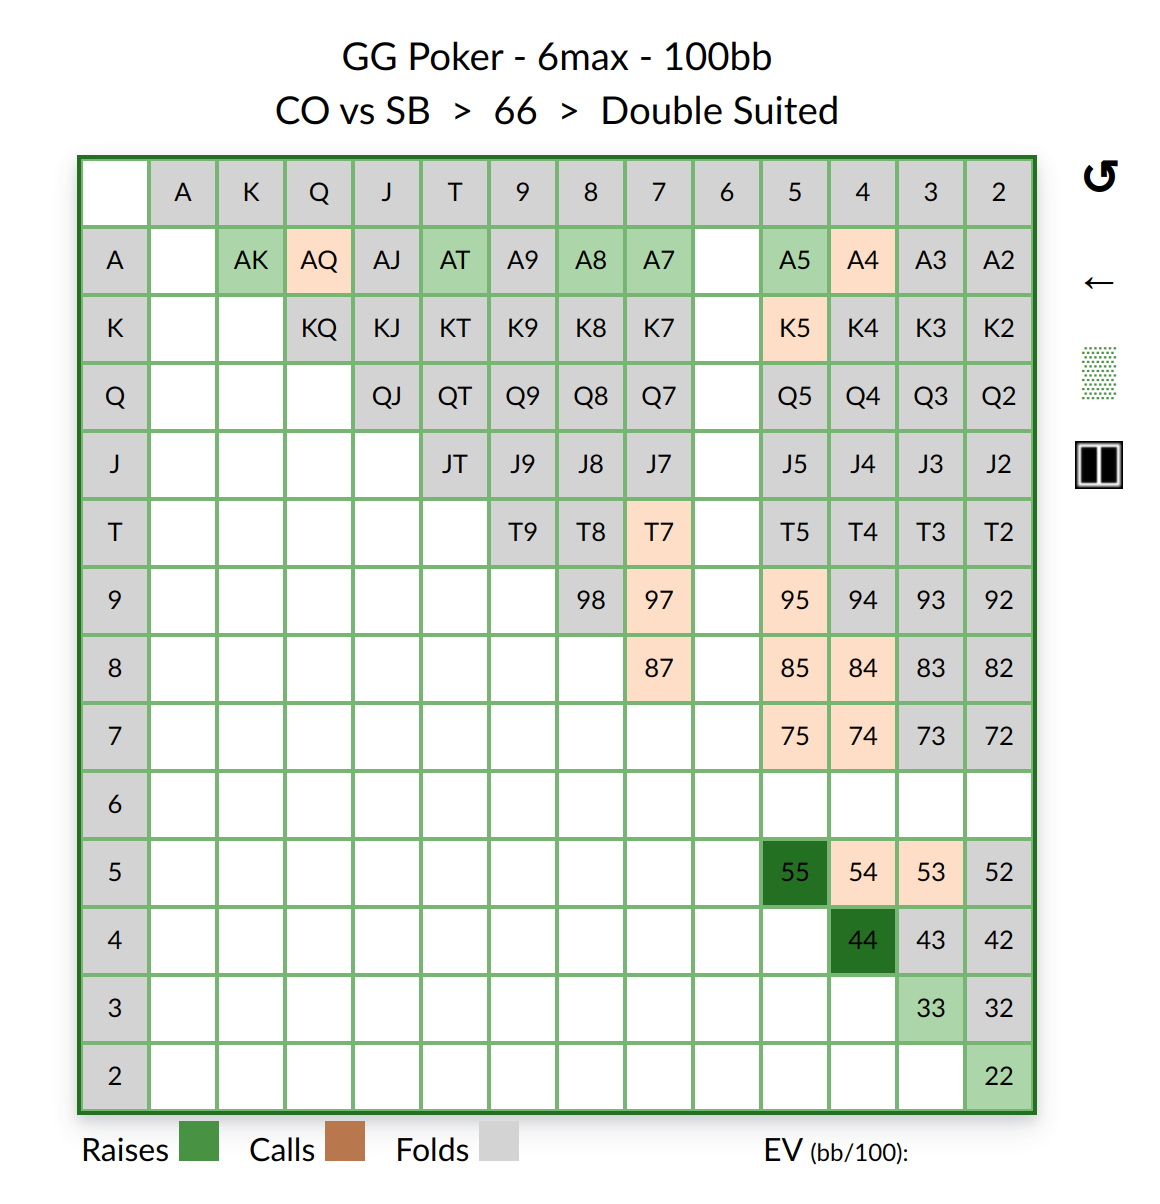 GG Poker - 6max - 100bb
CO vs SB > 66 > Double Suited
A K Q J T 9 8 7 6 5 4 3 2
A AK AQ AJ AT A9 A8 A7 A5 A4 A3 A2
K KQ KJ KT K9 K8 K7 K5 K4 K3 K2
Q QJ QT Q9 Q8 Q7 Q5 Q4 Q3 Q2
J JT J9 J8 J7 J5 J4 J3 J2
T T9 T8 T7 T5 T4 T3 T2
9 98 97 95 94 93 92
8 87 85 84 83 82
7 75 74 73 72
6
5 55 54 53 52
4 44 43 42
3 33 32
2 22
Raises Calls Folds EV (bb/100):